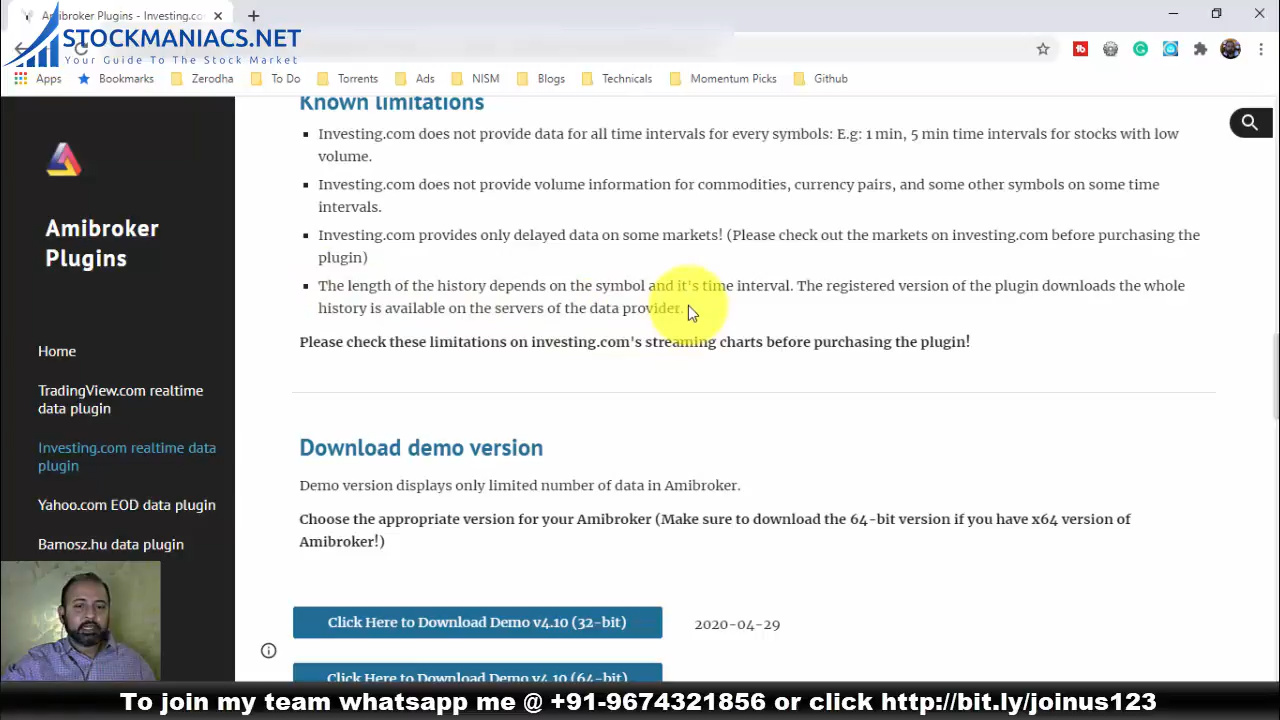 Amibroker Plugins - Investing.co
STOCKMANIACS.NET
Your Guide To The Stock Market
Apps
Bookmarks
Zerodha
To Do
Torrents
Ads
NISM
Blogs
Technicals
Momentum Picks
Github
Amibroker
Plugins
Home
TradingView.com realtime
data plugin
Investing.com realtime data
plugin
Yahoo.com EOD data plugin
Bamosz.hu data plugin
Known limitations
Investing.com does not provide data for all time intervals for every symbols: E.g: 1 min, 5 min time intervals for stocks with low
volume.
Investing.com does not provide volume information for commodities, currency pairs, and some other symbols on some time
intervals.
Investing.com provides only delayed data on some markets! (Please check out the markets on investing.com before purchasing the
plugin)
The length of the history depends on the symbol and it's time interval. The registered version of the plugin downloads the whole
history is available on the servers of the data provider.
Please check these limitations on investing.com's streaming charts before purchasing the plugin!
Download demo version
Demo version displays only limited number of data in Amibroker.
Choose the appropriate version for your Amibroker (Make sure to download the 64-bit version if you have x64 version of
Amibroker!)
Click Here to Download Demo v4.10 (32-bit)
2020-04-29
Click Here to Download Demo v4.10 (64-bit)
To join my team whatsapp me @ +91-9674321856 or click http://bit.ly/joinus123